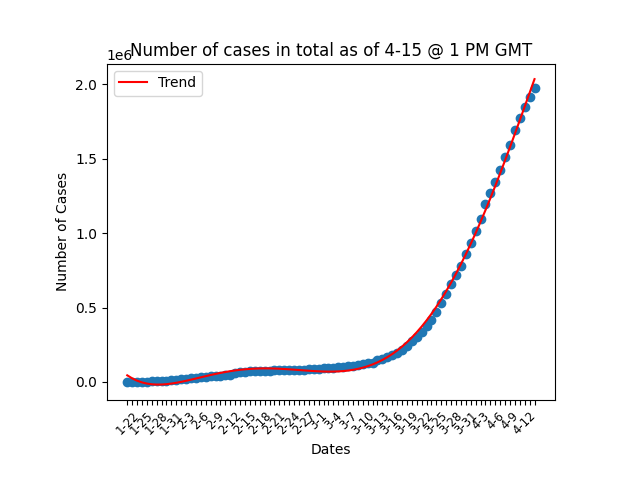 Number of cases in total as of 4-15 @ 1 PM GMT
1e6
Trend
2.0
1.5
1.0
0.5
0.0
Number of Cases
1-22 1-25 1-28 1-31 2-3 2-6 2-9 2-12 2-15 2-18 2-21 2-24 2-27 3-1 3-4 3-7 3-10 3-13 3-16 3-19 3-22 3-25 3-28 3-31 4-3 4-6 4-9 4-12
Dates